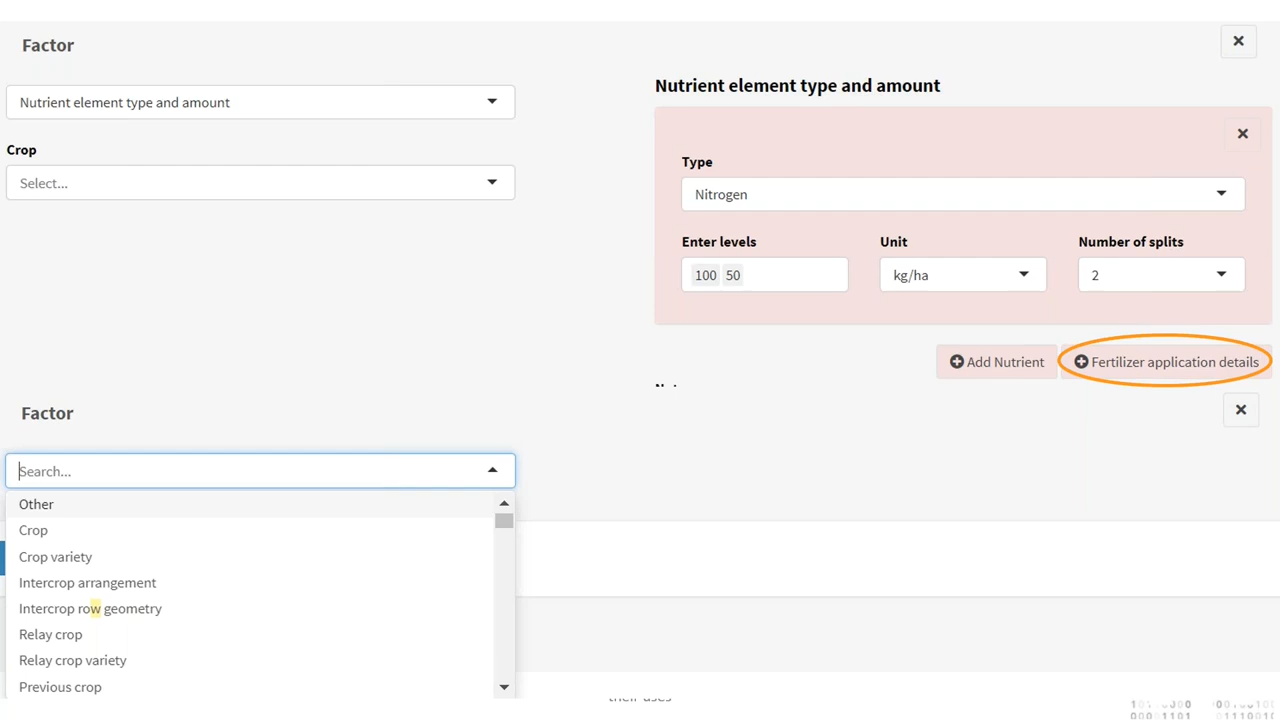 Factor
Nutrient element type and amount
Crop
Select...
Nutrient element type and amount
Type
Nitrogen
Enter levels
Unit
Number of splits
100 50
kg/ha
2
Add Nutrient
Fertilizer application details
Factor
Search...
Other
Crop
Crop variety
Intercrop arrangement
Intercrop row geometry
Relay crop
Relay crop variety
Previous crop
their uses